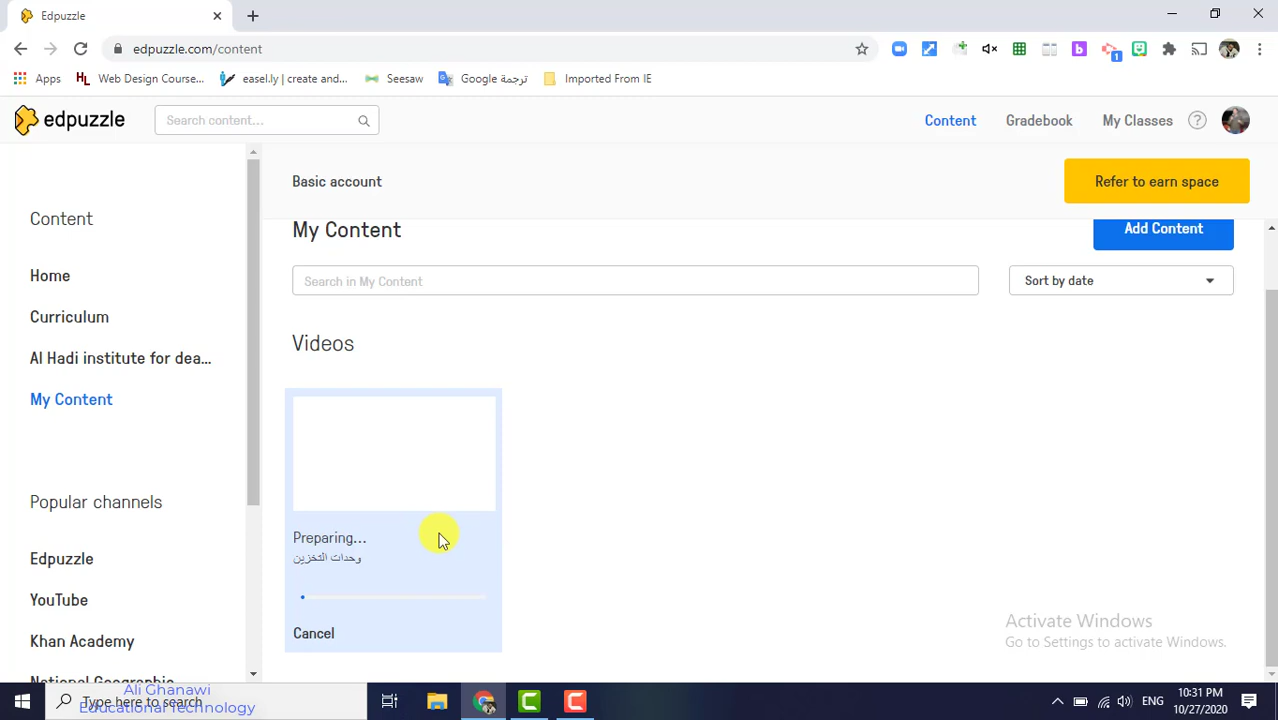 Edpuzzle
edpuzzle.com/content
1
Apps
HL Web Design Course...
easel.ly | create and...
Seesaw
ترجمة Google
Imported From IE
edpuzzle
Search content...
Content
Gradebook
My Classes
?
Basic account
Refer to earn space
Content
Home
Curriculum
Al Hadi institute for dea...
My Content
Popular channels
Edpuzzle
YouTube
Khan Academy
National Geographic
My Content
Add Content
Search in My Content
Sort by date
Videos
Preparing...
وحدات التخزين
Cancel
Activate Windows
Go to Settings to activate Windows.
Type here to search
Ali Ghanawi
Educational Technology
ENG
10:31 PM
10/27/2020